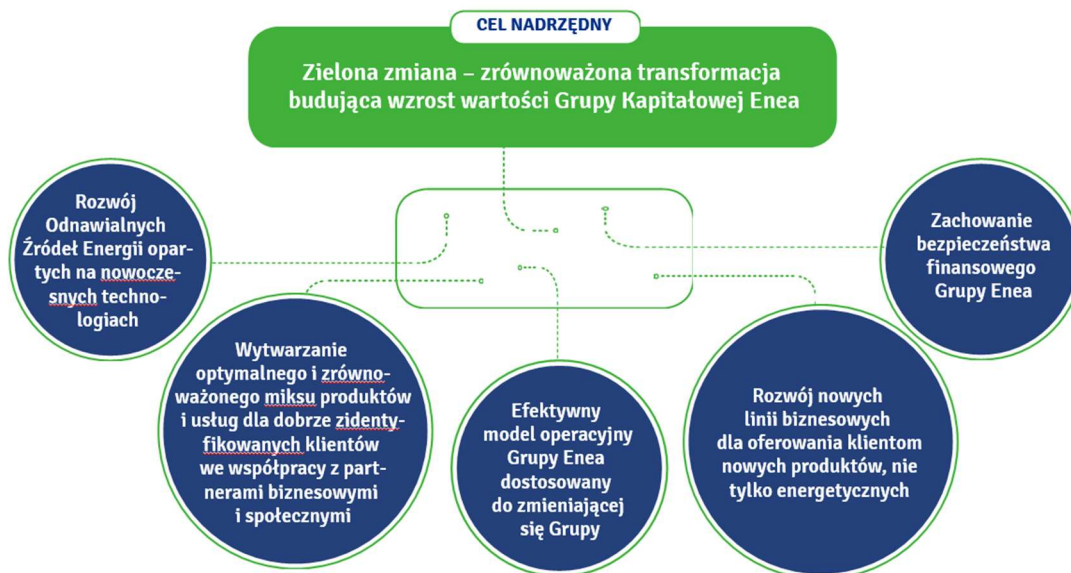 CEL NADRZĘDNY
Zielona zmiana – zrównoważona transformacja
budująca wzrost wartości Grupy Kapitałowej Enea
Rozwój
Odnawialnych
Źródeł Energii opar-
tych na nowocze-
snych techno-
logiach
Wytwarzanie
optymalnego i zrówno-
ważonego miksu produktów
i usług dla dobrze zidenty-
fikowanych klientów
we współpracy z part-
nerami biznesowymi
i społecznymi
Efektywny
model operacyjny
Grupy Enea
dostosowany
do zmieniającej
się Grupy
Rozwój nowych
linii biznesowych
dla oferowania klientom
nowych produktów, nie
tylko energetycznych
Zachowanie
bezpieczeństwa
finansowego
Grupy Enea